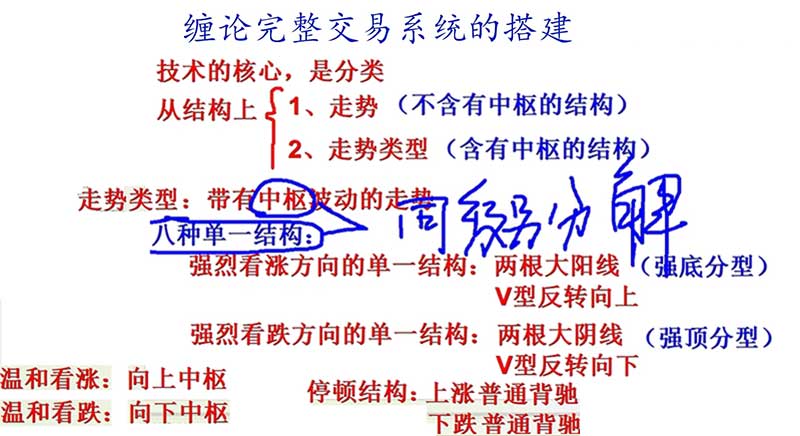 缠论完整交易系统的搭建
技术的核心，是分类
从结构上
1、走势（不含有中枢的结构）
2、走势类型（含有中枢的结构）
走势类型：带有中枢波动的走势
同级别分解
八种单一结构：
强烈看涨方向的单一结构：两根大阳线（强底分型）
V型反转向上
强烈看跌方向的单一结构：两根大阴线（强顶分型）
V型反转向下
温和看涨：向上中枢
停顿结构：上涨普通背驰
温和看跌：向下中枢
下跌普通背驰